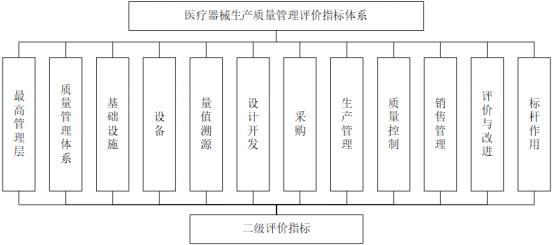 医疗器械生产质量管理评价指标体系
最高管理层
质量管理体系
基础设施
设备
量值溯源
设计开发
采购
生产管理
质量控制
销售管理
评价与改进
标杆作用
二级评价指标